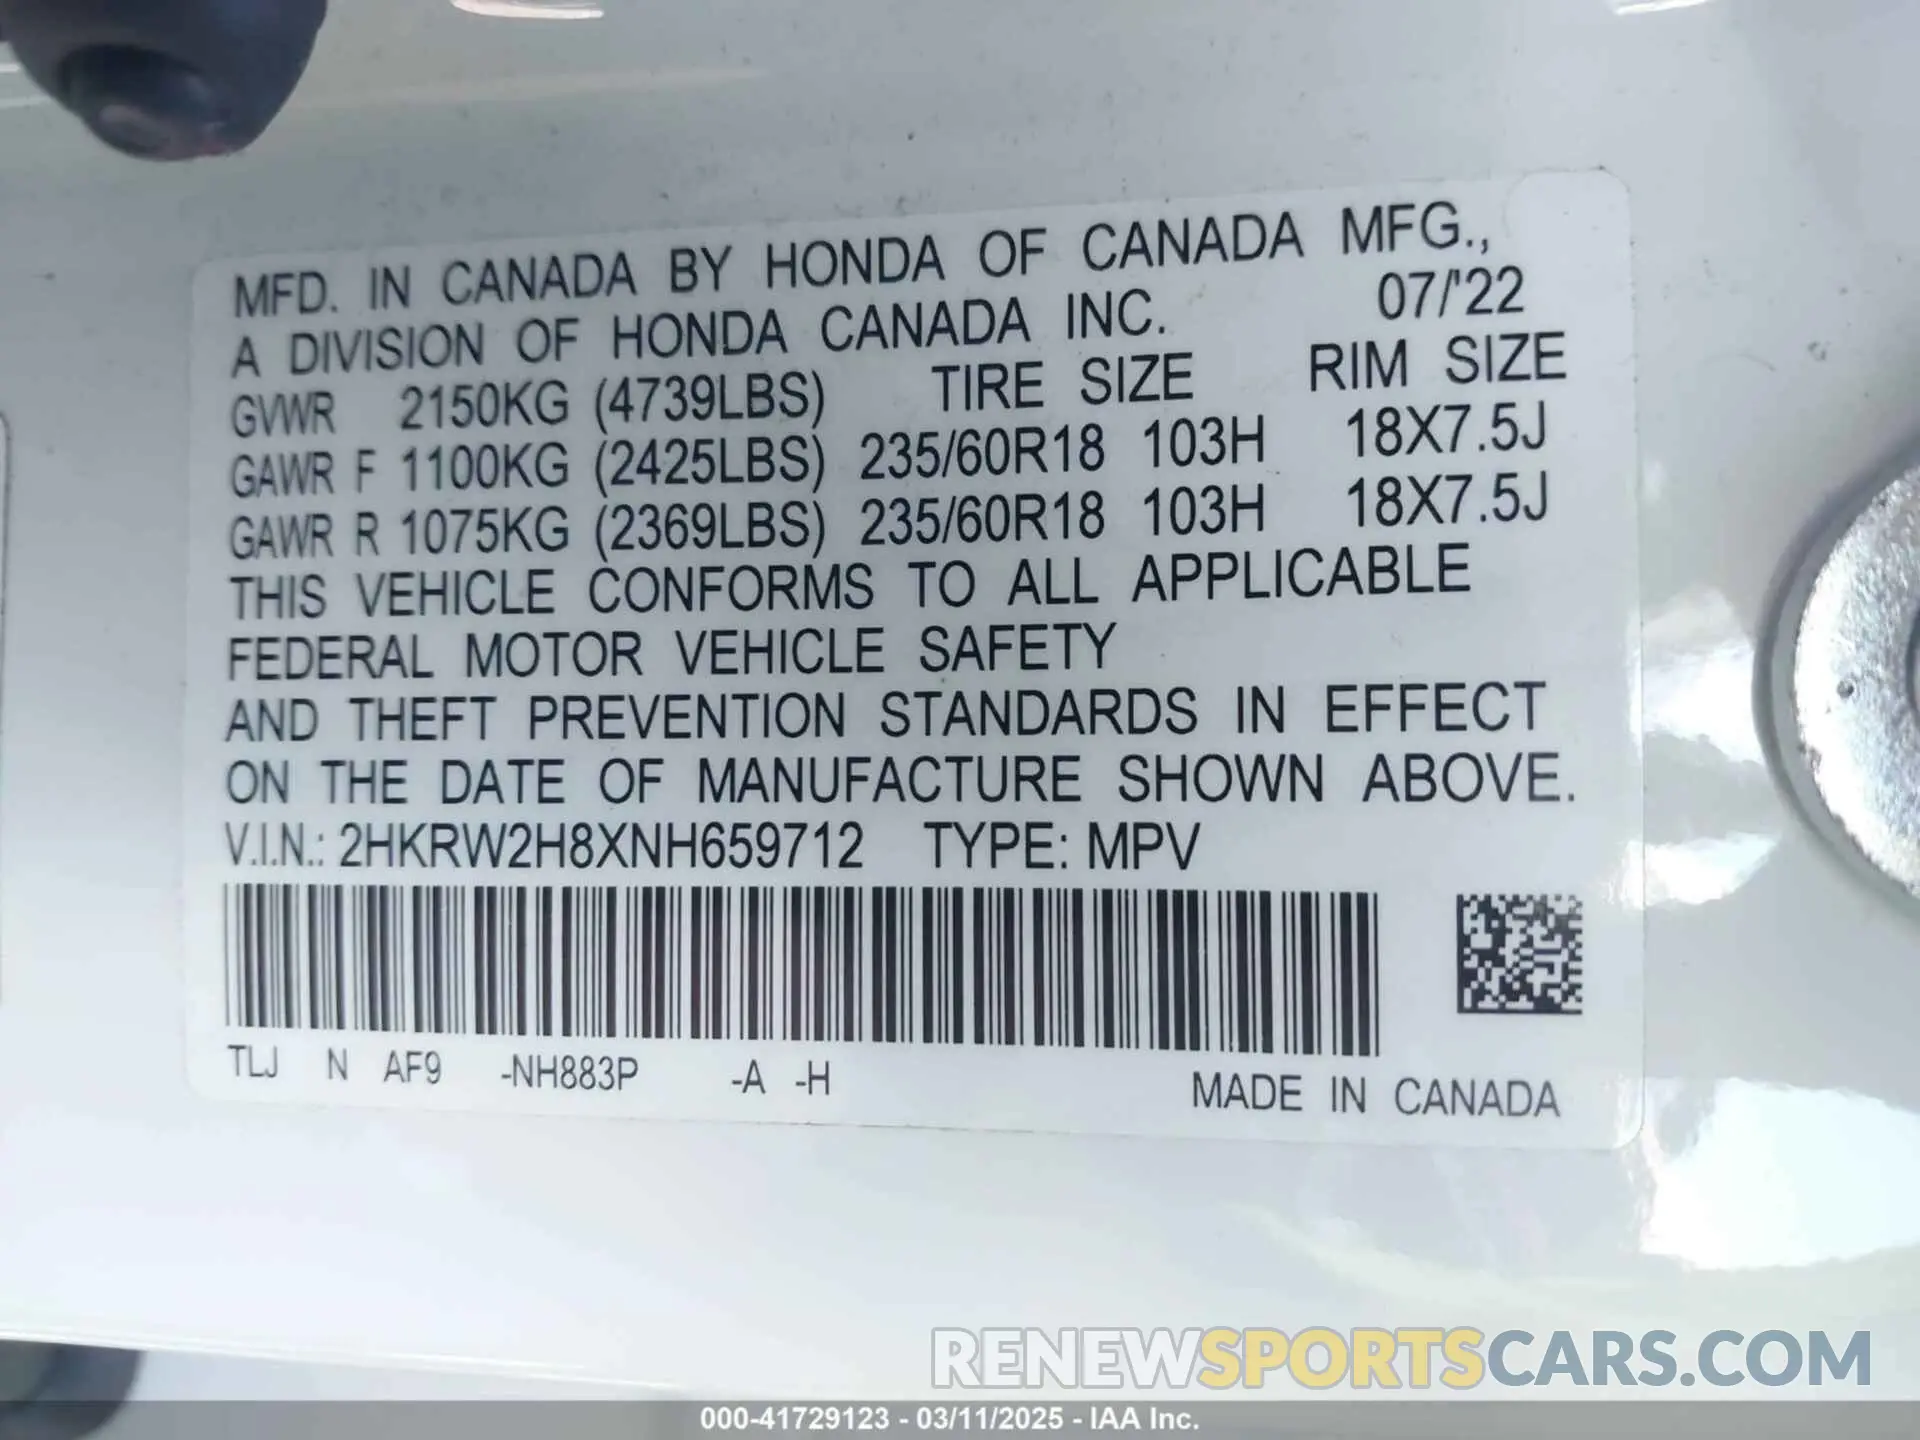 MFD. IN CANADA BY HONDA OF CANADA MFG.,
A DIVISION OF HONDA CANADA INC. 07/'22
GVWR 2150KG (4739LBS) TIRE SIZE RIM SIZE
GAWR F 1100KG (2425LBS) 235/60R18 103H 18X7.5J
GAWR R 1075KG (2369LBS) 235/60R18 103H 18X7.5J
THIS VEHICLE CONFORMS TO ALL APPLICABLE
FEDERAL MOTOR VEHICLE SAFETY
AND THEFT PREVENTION STANDARDS IN EFFECT
ON THE DATE OF MANUFACTURE SHOWN ABOVE.
V.I.N.: 2HKRW2H8XNH659712 TYPE: MPV
TLJ N AF9 -NH883P -A -H
MADE IN CANADA
RENEWSPORTSCARS.COM
000-41729123 - 03/11/2025 - IAA Inc.